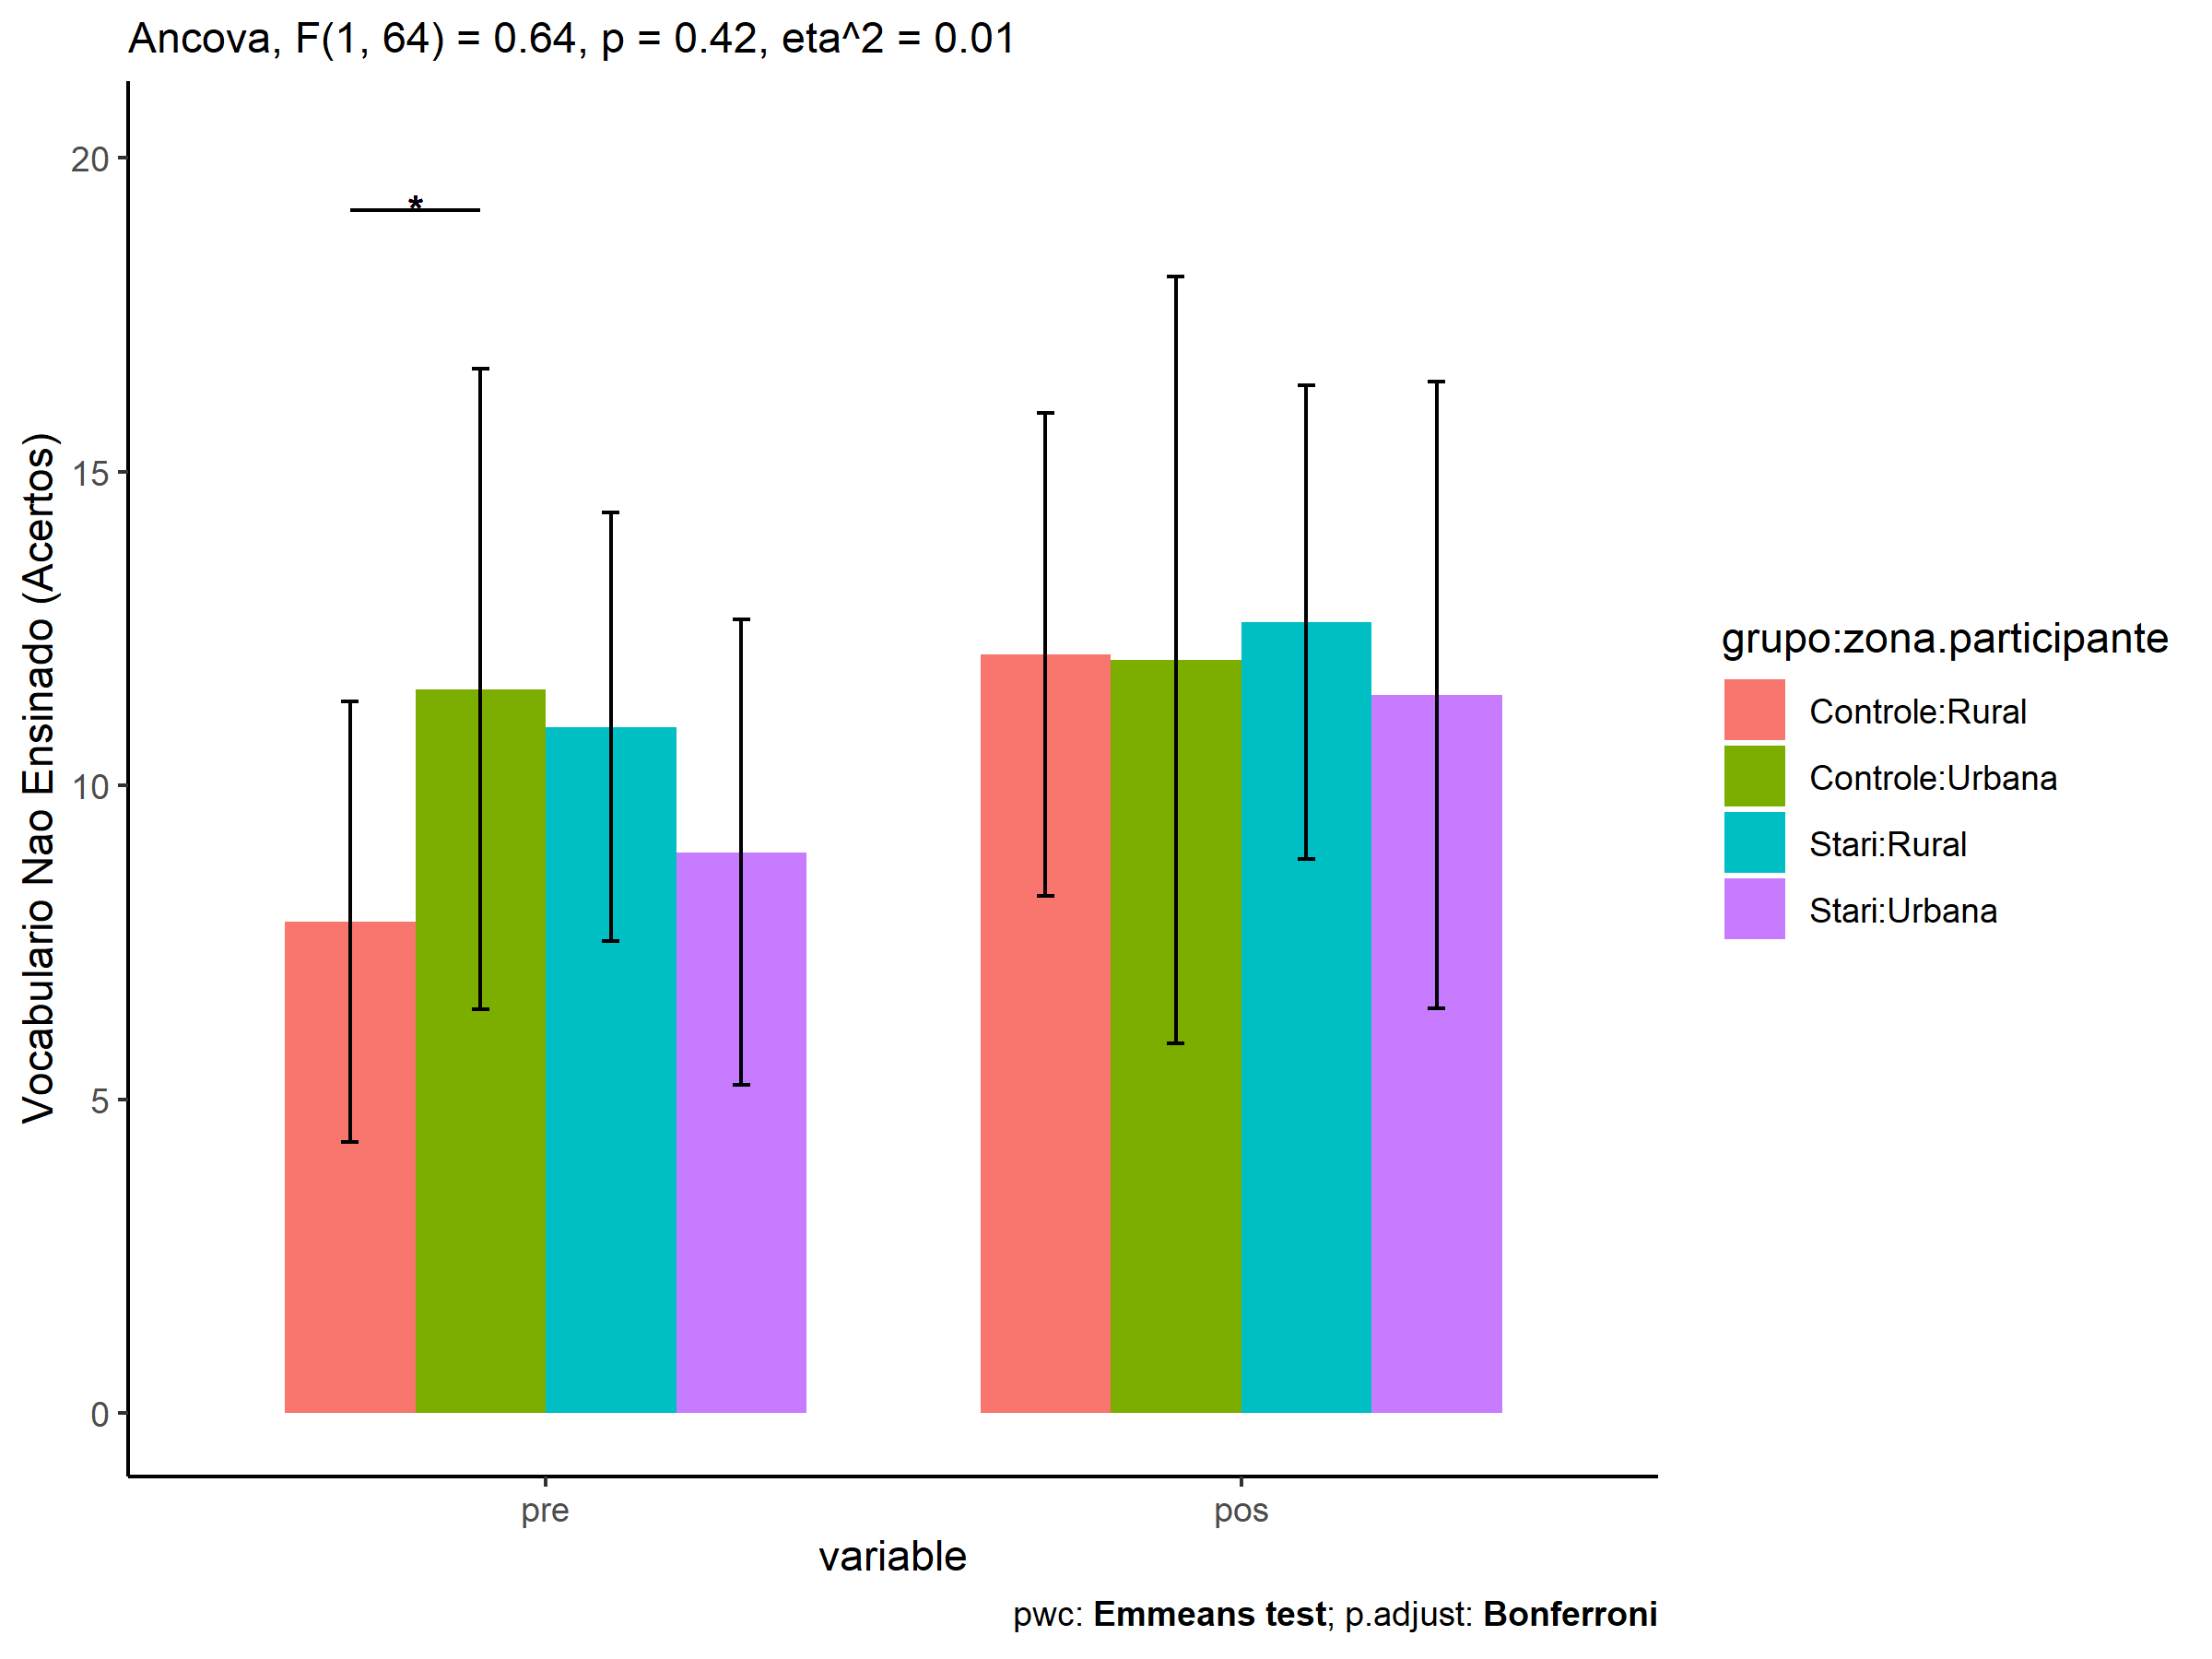 Ancova, F(1, 64) = 0.64, p = 0.42, eta^2 = 0.01
Vocabulario Nao Ensinado (Acertos)
20
15
10
5
0
*
pre
pos
variable
grupo:zona.participante
Controle:Rural
Controle:Urbana
Stari:Rural
Stari:Urbana
pwc: Emmeans test; p.adjust: Bonferroni